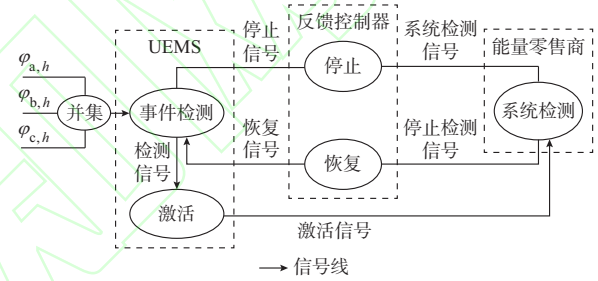 反馈控制器
UEMS
停止
信号
系统检测
信号
能量零售商
φa,h
φb,h
φc,h
并集
事件检测
停止
系统检测
检测
信号
恢复
信号
恢复
停止检测
信号
激活
激活信号
信号线